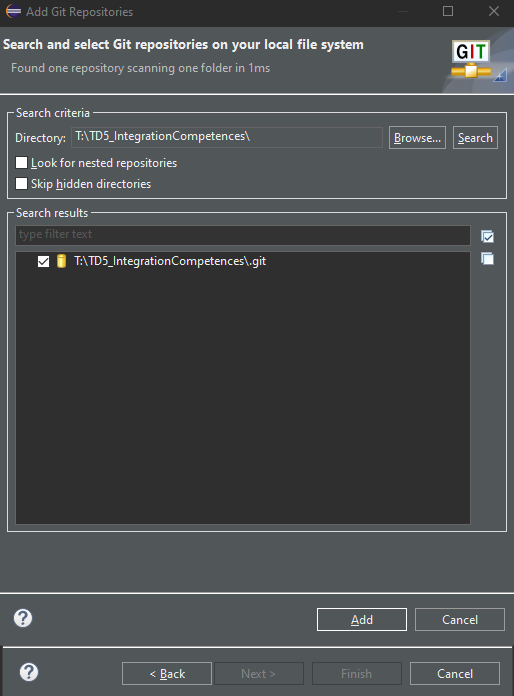 Add Git Repositories
Search and select Git repositories on your local file system
Found one repository scanning one folder in 1ms
GIT
Search criteria
Directory: T:\TD5_IntegrationCompetences\ Browse... Search
Look for nested repositories
Skip hidden directories
Search results
type filter text
T:\TD5_IntegrationCompetences\.git
? Add Cancel
? < Back Next > Finish Cancel